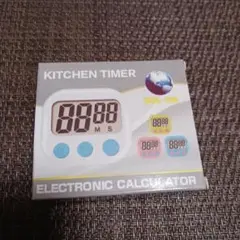 KITCHEN TIMER
88 88
M S
ELECTRONIC CALCULATOR